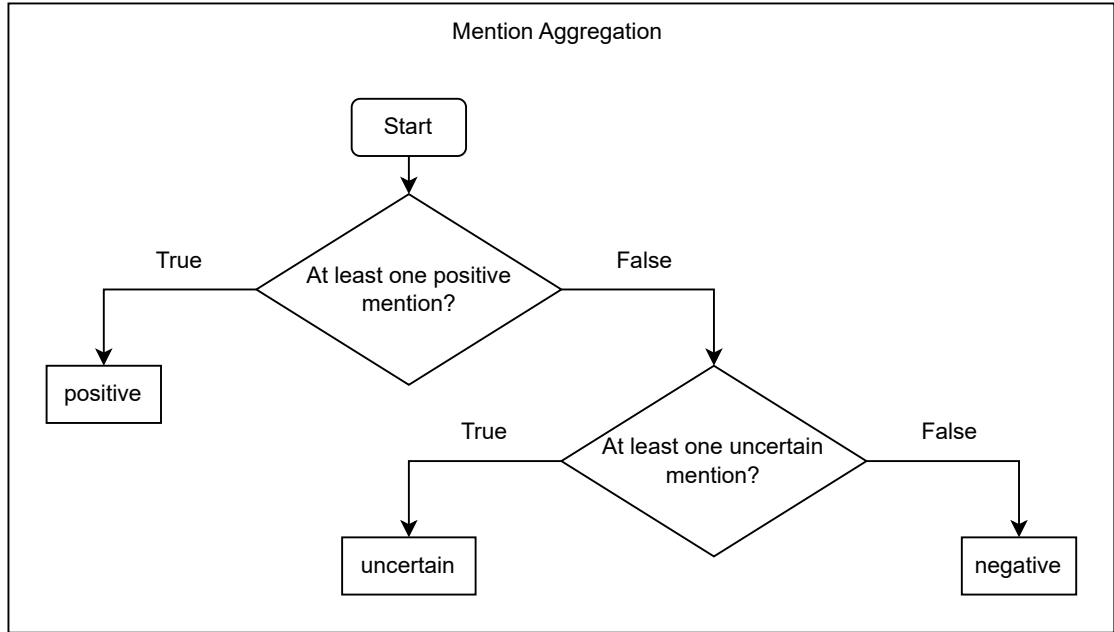 Mention Aggregation
Start
True
False
At least one positive
mention?
positive
True
False
At least one uncertain
mention?
uncertain
negative